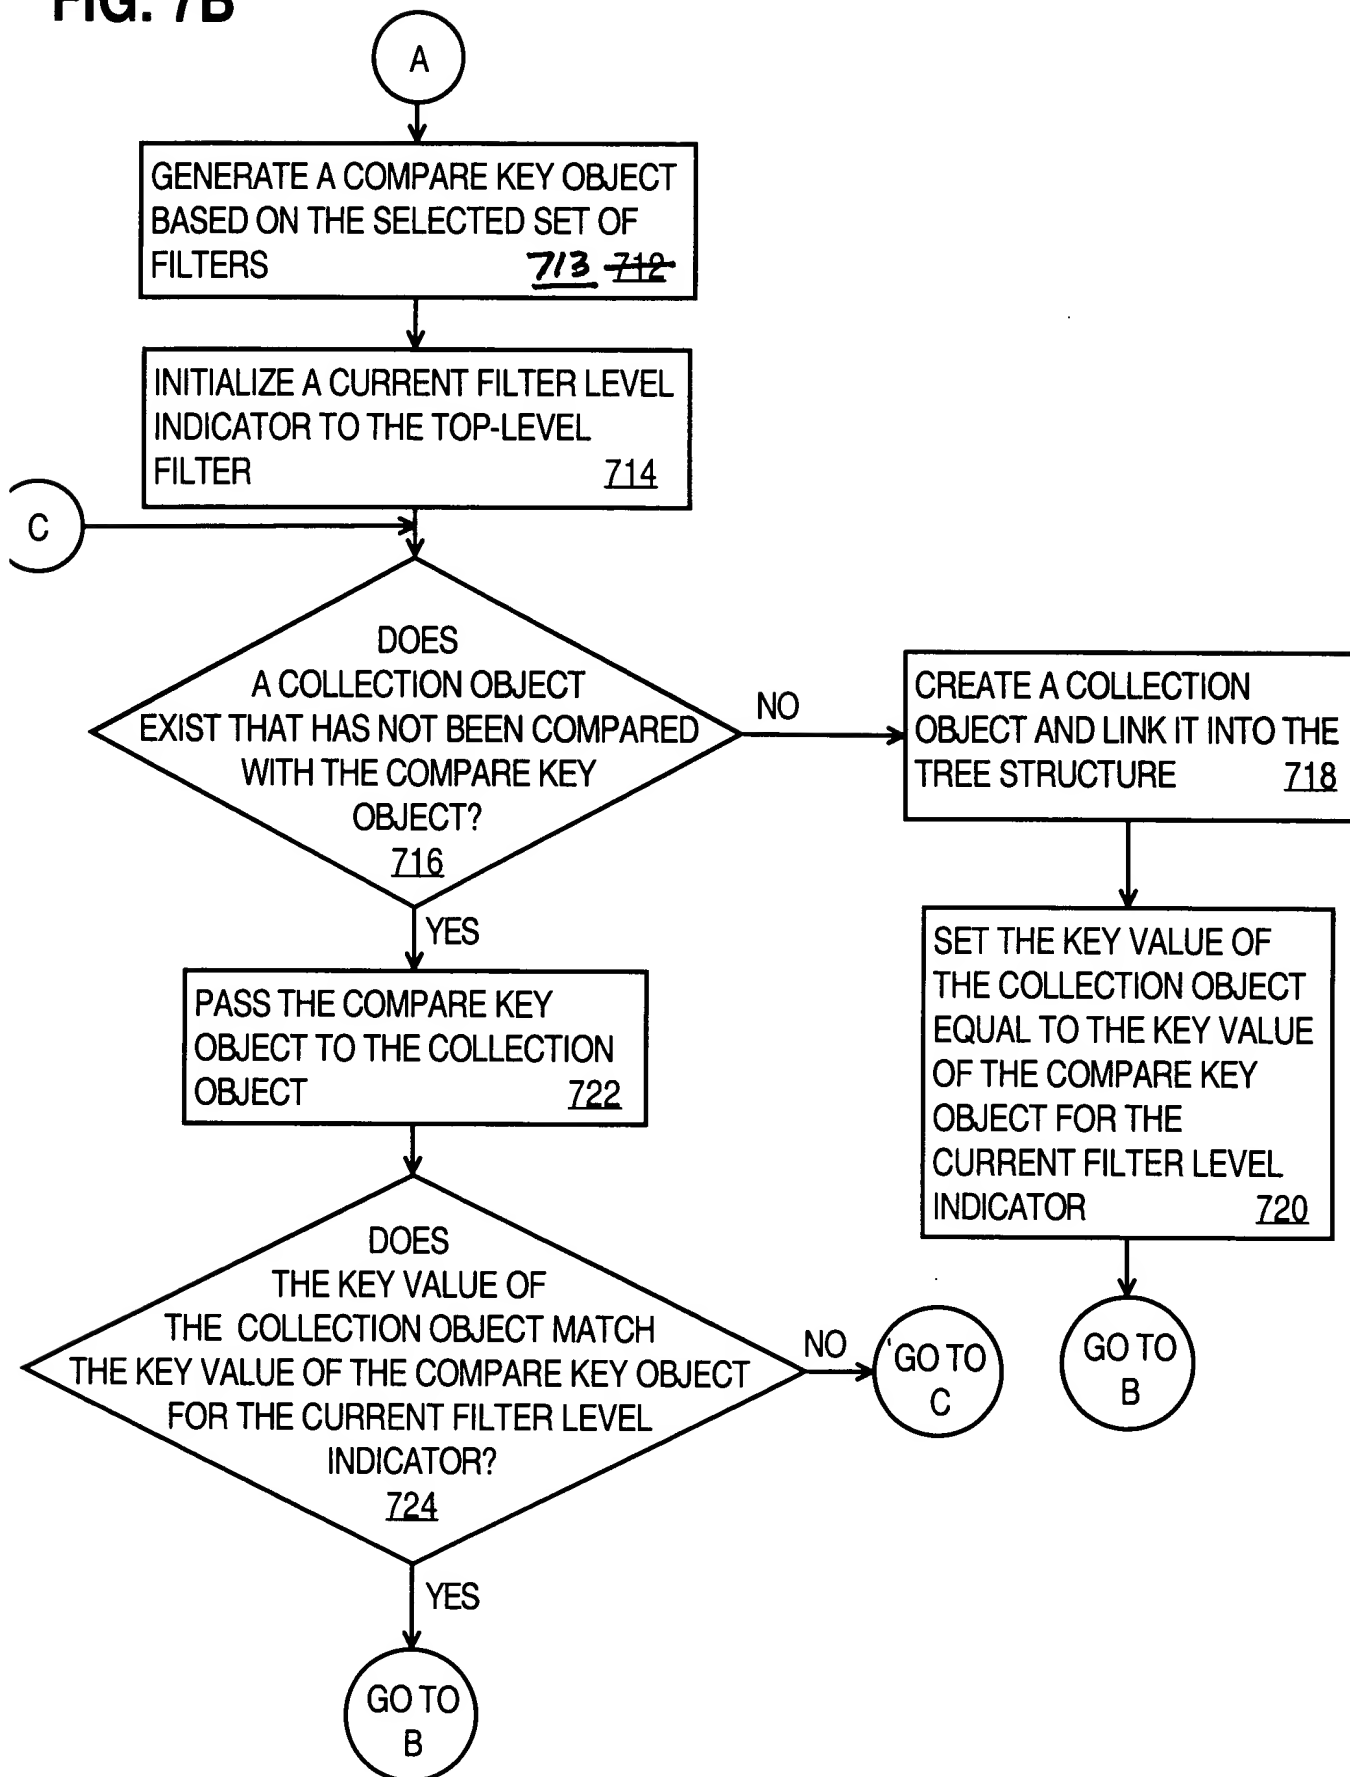 FIG. 7B
A
GENERATE A COMPARE KEY OBJECT
BASED ON THE SELECTED SET OF
FILTERS 713 712
INITIALIZE A CURRENT FILTER LEVEL
INDICATOR TO THE TOP-LEVEL
FILTER 714
C
DOES
A COLLECTION OBJECT
EXIST THAT HAS NOT BEEN COMPARED
WITH THE COMPARE KEY
OBJECT?
716
NO
CREATE A COLLECTION
OBJECT AND LINK IT INTO THE
TREE STRUCTURE 718
SET THE KEY VALUE OF
THE COLLECTION OBJECT
EQUAL TO THE KEY VALUE
OF THE COMPARE KEY
OBJECT FOR THE
CURRENT FILTER LEVEL
INDICATOR 720
GO TO
B
YES
PASS THE COMPARE KEY
OBJECT TO THE COLLECTION
OBJECT 722
DOES
THE KEY VALUE OF
THE COLLECTION OBJECT MATCH
THE KEY VALUE OF THE COMPARE KEY OBJECT
FOR THE CURRENT FILTER LEVEL
INDICATOR?
724
NO
GO TO
C
YES
GO TO
B